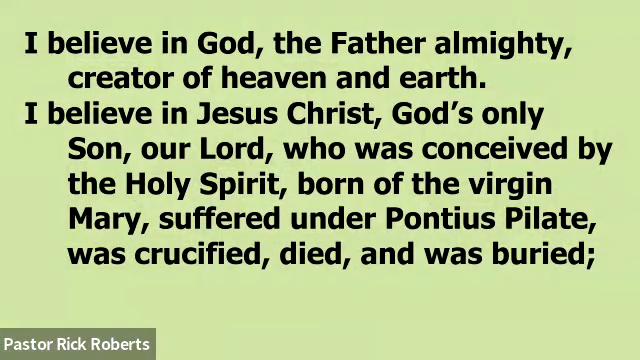 I believe in God, the Father almighty,
creator of heaven and earth.
I believe in Jesus Christ, God’s only
Son, our Lord, who was conceived by
the Holy Spirit, born of the virgin
Mary, suffered under Pontius Pilate,
was crucified, died, and was buried;
Pastor Rick Roberts